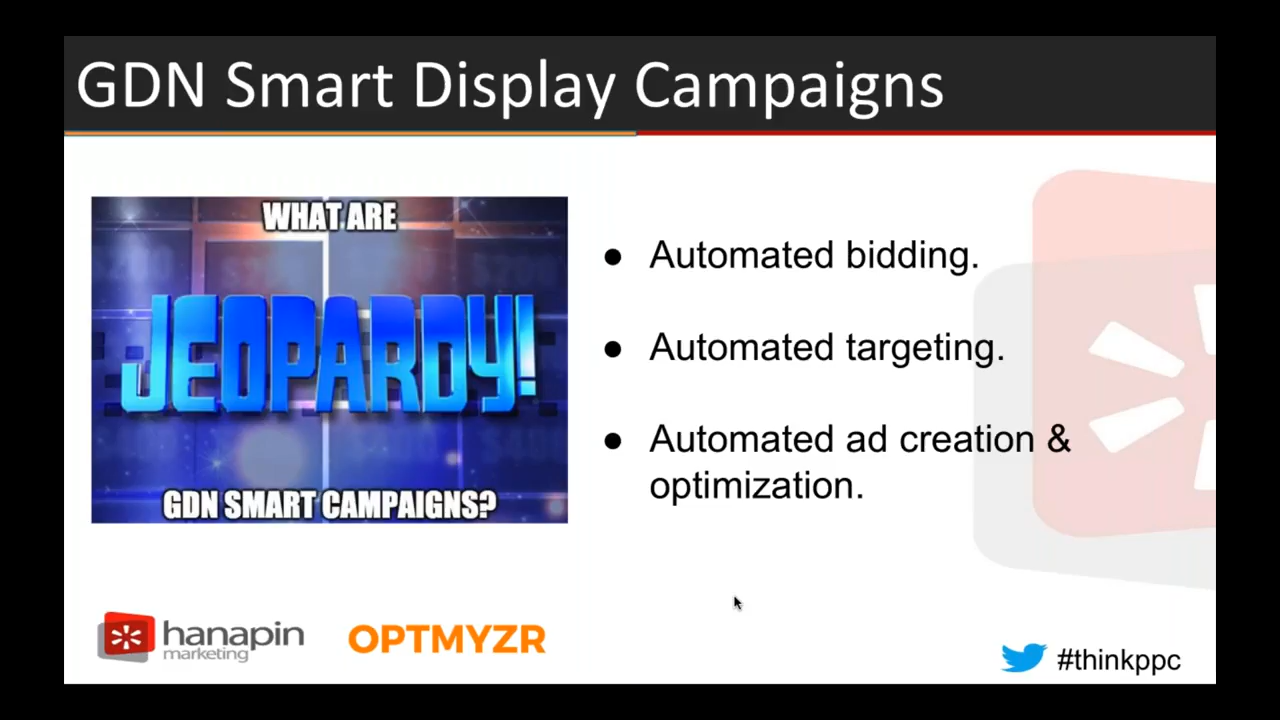 GDN Smart Display Campaigns
WHAT ARE
JEOPARDY!
GDN SMART CAMPAIGNS?
● Automated bidding.
● Automated targeting.
● Automated ad creation &
optimization.
hanapin
marketing
OPTMYZR
#thinkppc